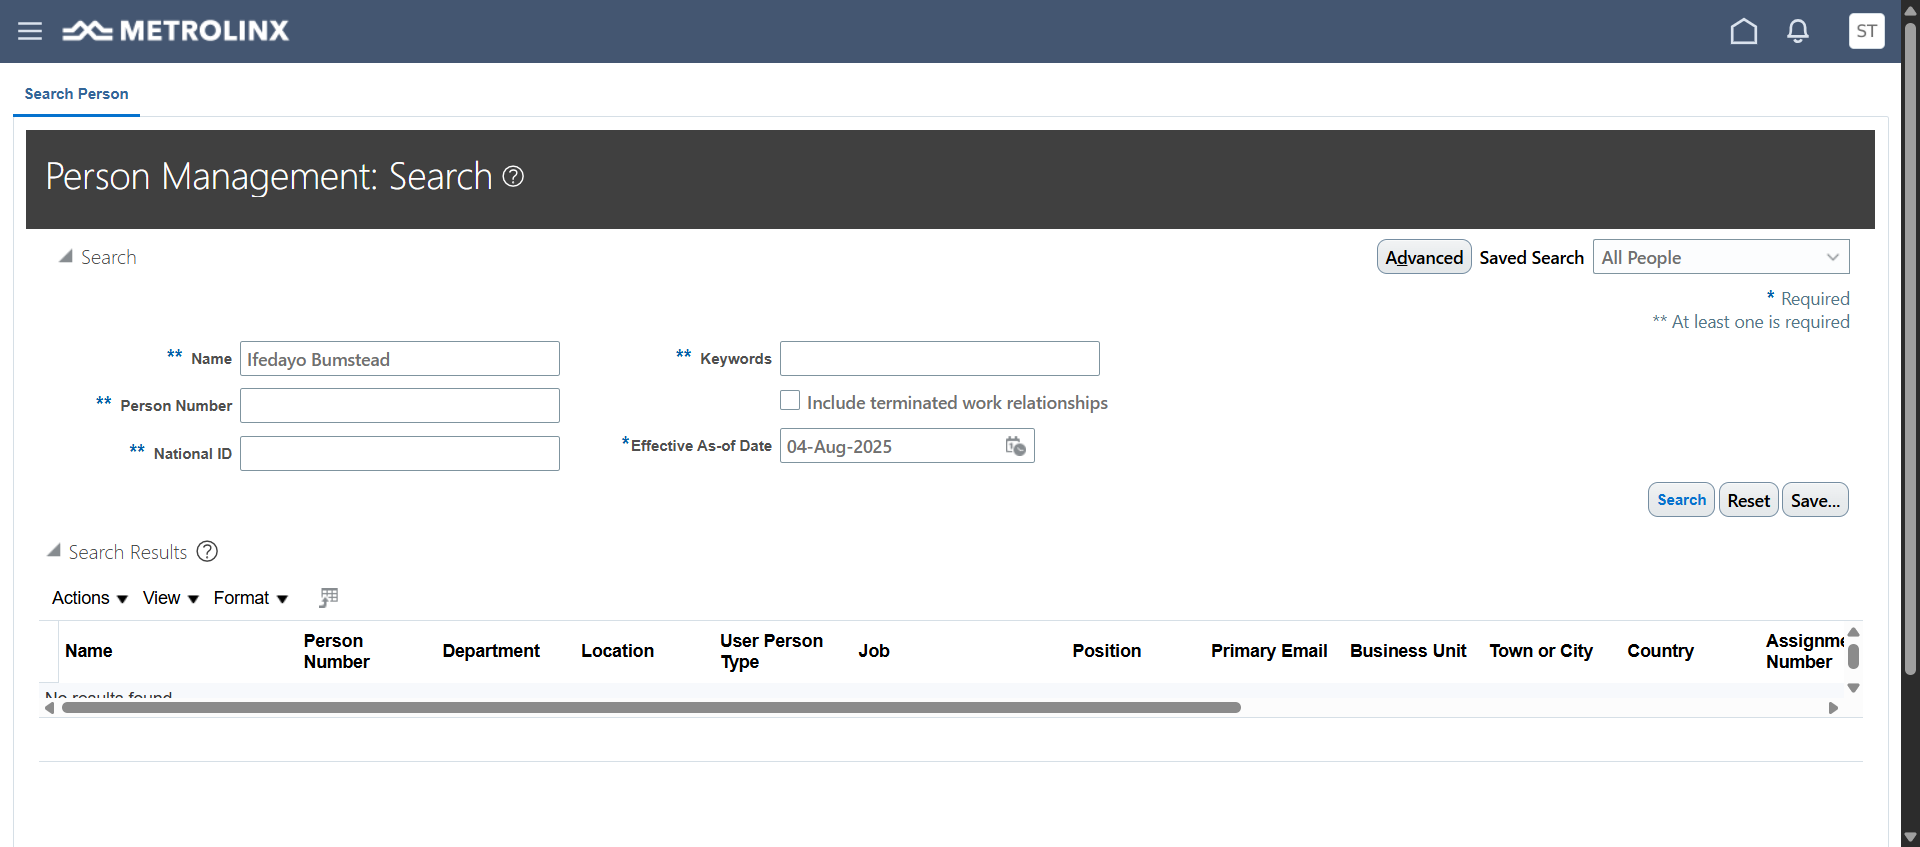 METROLINX
ST
Search Person
Person Management: Search
Search
Advanced Saved Search All People
* Required
** At least one is required
** Name Ifedayo Bumstead
** Keywords
** Person Number
Include terminated work relationships
** National ID
*Effective As-of Date 04-Aug-2025
Search Reset Save...
Search Results
Actions View Format
Name Person Number Department Location User Person Type Job Position Primary Email Business Unit Town or City Country Assignme Number
No results found